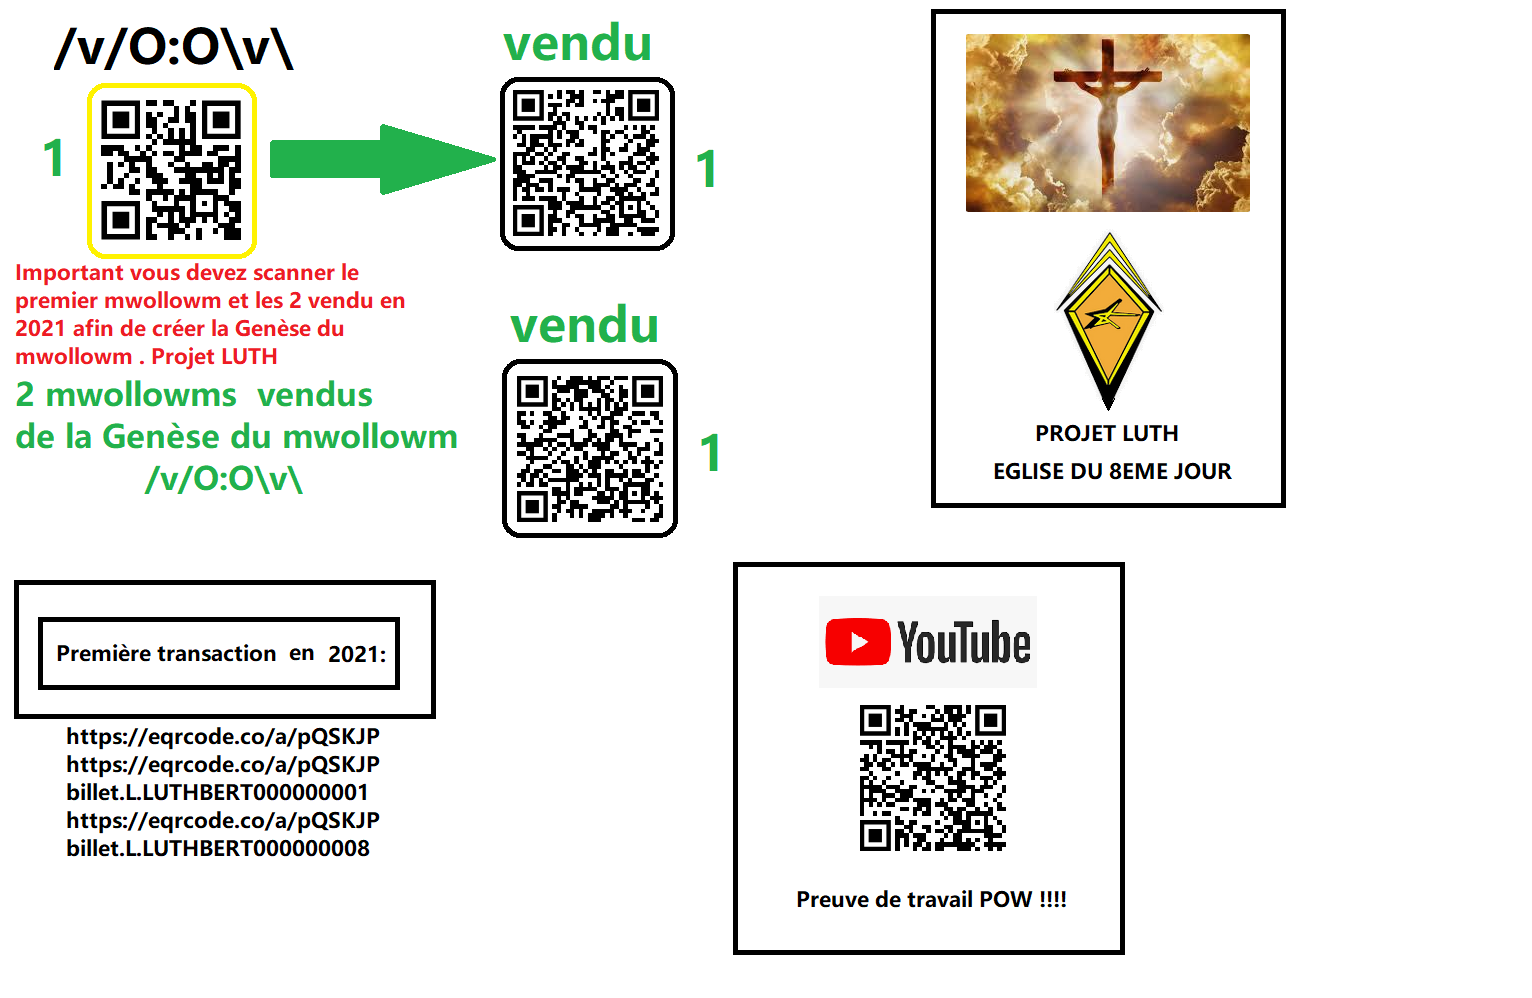 /v/O:O\v\
1
vendu
1
Important vous devez scanner le
premier mwollowm et les 2 vendu en
2021 afin de créer la Genèse du
mwollowm . Projet LUTH
2 mwollowms  vendus
de la Genèse du mwollowm
/v/O:O\v\
vendu
1
PROJET LUTH
EGLISE DU 8EME JOUR
Première transaction en 2021:
https://eqrcode.co/a/pQSKJP
https://eqrcode.co/a/pQSKJP
billet.L.LUTHBERT000000001
https://eqrcode.co/a/pQSKJP
billet.L.LUTHBERT000000008
YouTube
Preuve de travail POW !!!!